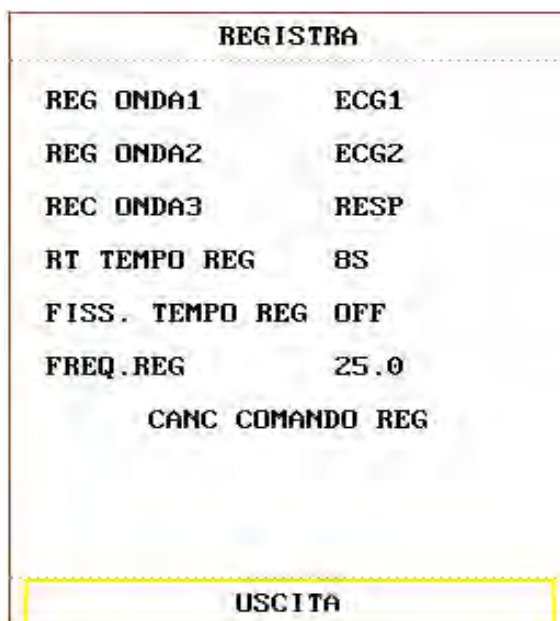 REGISTRA
REG ONDA1 ECG1
REG ONDA2 ECG2
REC ONDA3 RESP
RT TEMPO REG 8S
FISS. TEMPO REG OFF
FREQ.REG 25.0
CANC COMANDO REG
USCITA